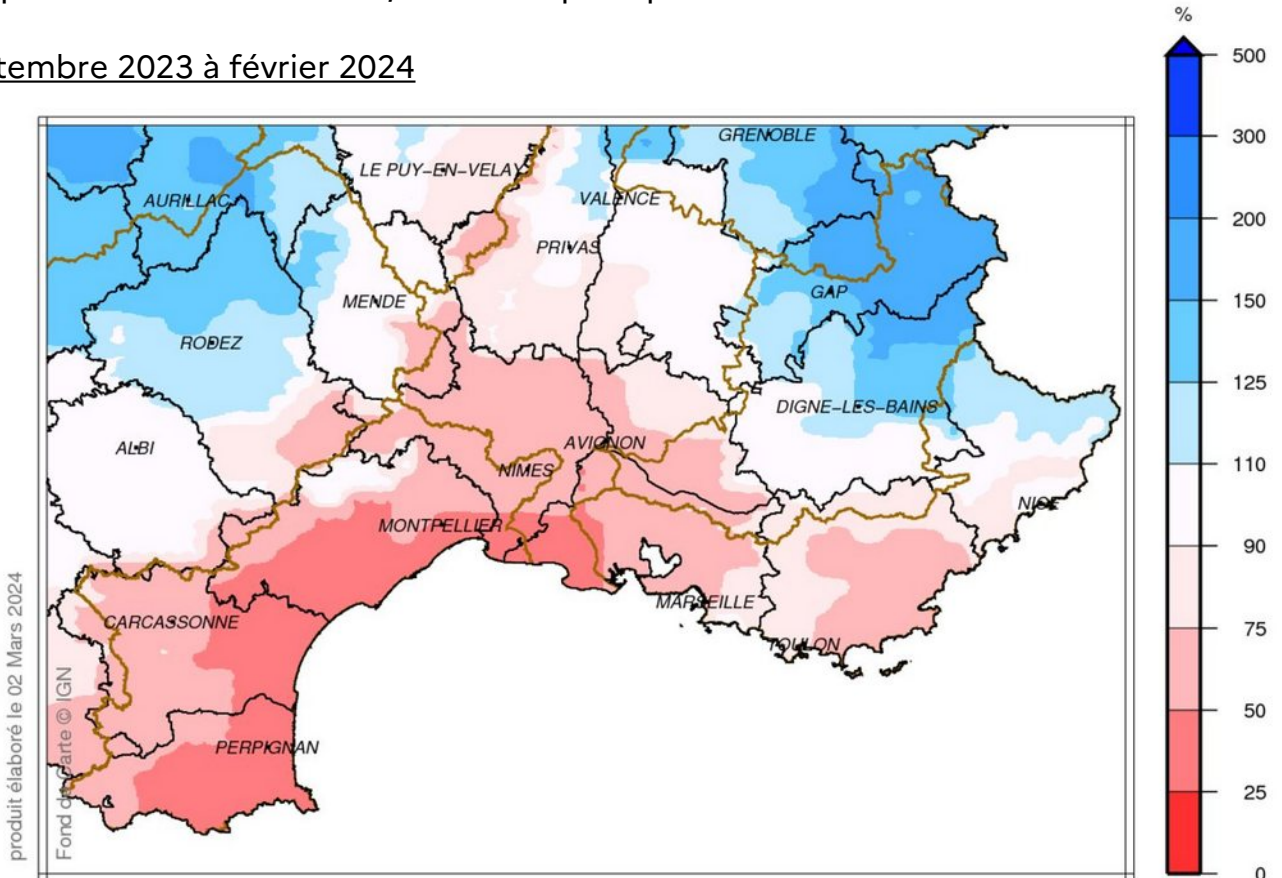 tembre 2023 à février 2024
%
500
300
200
150
125
110
90
75
50
25
0
GRENOBLE
LE PUY-EN-VELAY
AURILLAC
VALENCE
PRIVAS
MENDE
GAP
RODEZ
DIGNE-LES-BAINS
ALBI
AVIGNON
NIMES
NICE
MONTPELLIER
MARSEILLE
CARCASSONNE
TOULON
PERPIGNAN
produit élaboré le 02 Mars 2024
Fond de Carte © IGN